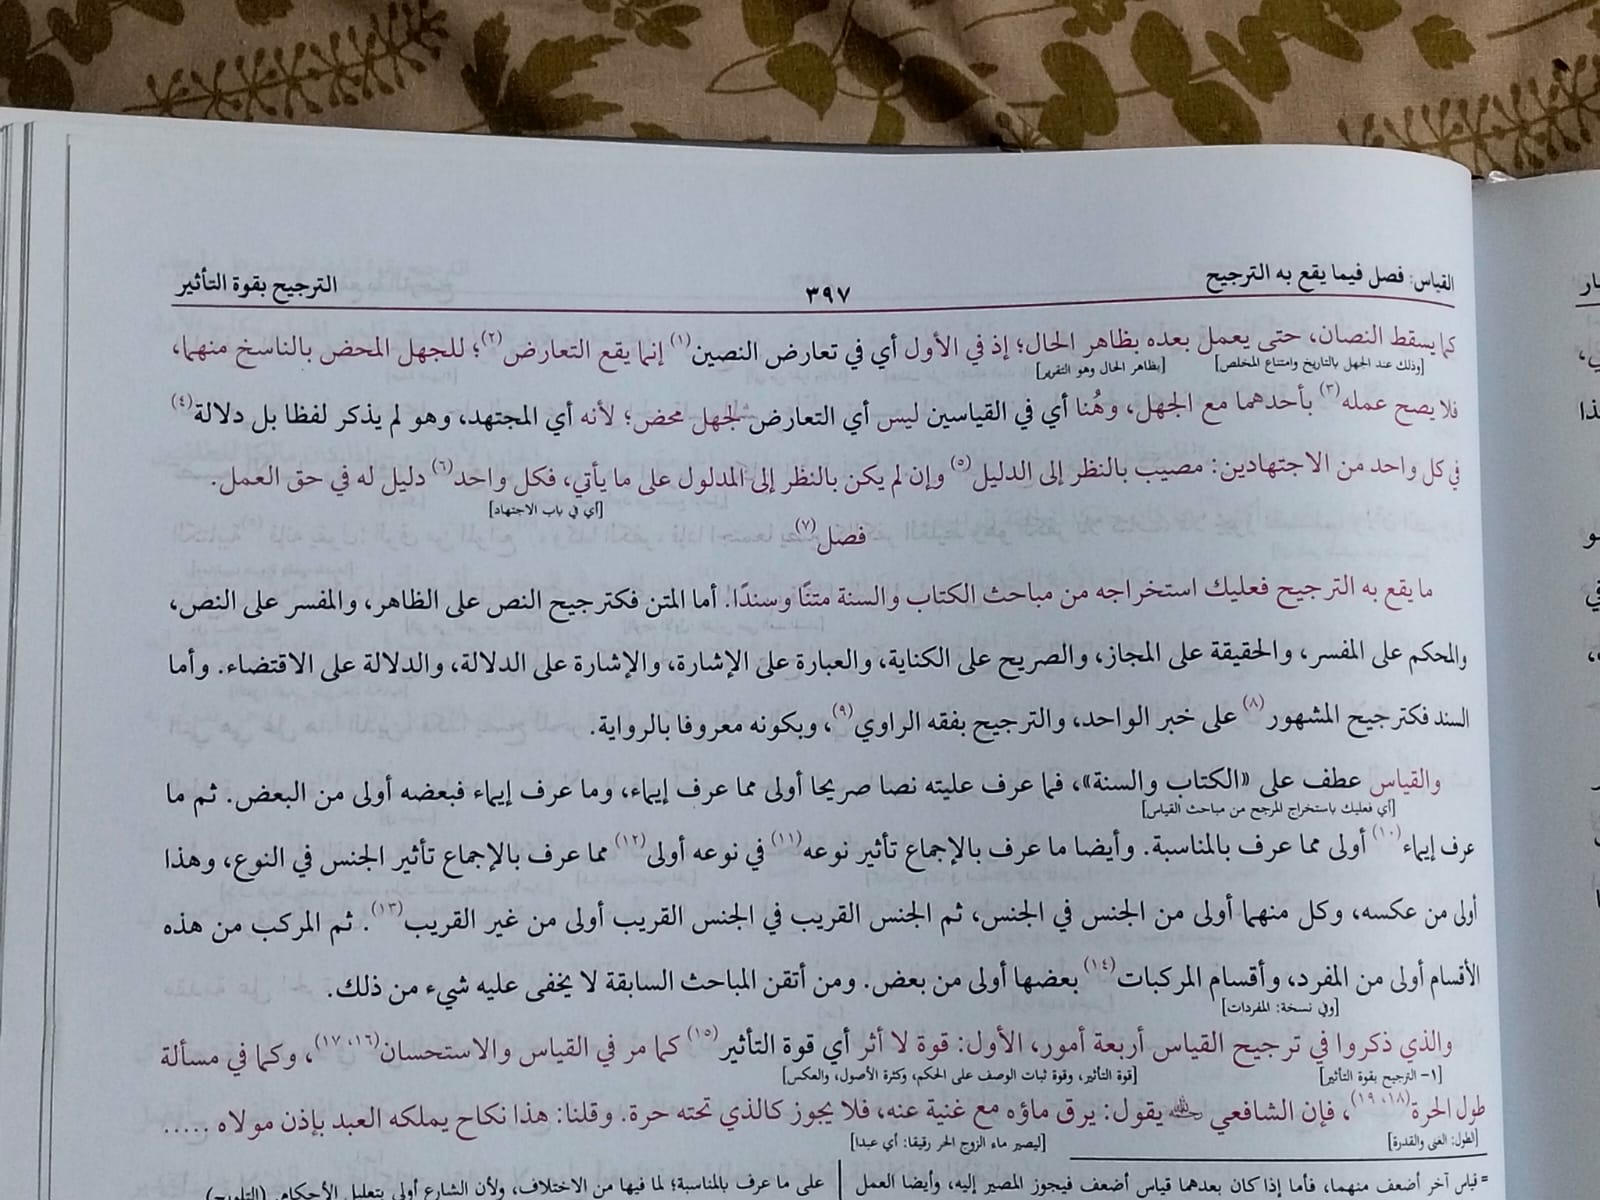 القياس: فصل فيما يقع به الترجيح ٣٩٧ الترجيح بقوة التأثير
كما يسقط النصان، حتى يعمل بعده بظاهر الحال؛ إذ في الأول أي في تعارض النصين(١) إنما يقع التعارض(٢)؛ للجهل المحض بالناسخ منهما،
[وذلك عند الجهل بالتاريخ وامتناع المخلص] [بظاهر الحال وهو التقرير]
فلا يصح عمله(٣) بأحدهما مع الجهل، وهُنا أي في القياسين ليس أي التعارض لجهل محض؛ لأنه أي المجتهد، وهو لم يذكر لفظا بل دلالة(٤)
في كل واحد من الاجتهادين: مصيب بالنظر إلى الدليل(٥) وإن لم يكن بالنظر إلى المدلول على ما يأتي، فكل واحد(٦) دليل له في حق العمل.
[أي في باب الاجتهاد]
فصل(٧)
ما يقع به الترجيح فعليك استخراجه من مباحث الكتاب والسنة متنًا وسندًا. أما المتن فكترجيح النص على الظاهر، والمفسر على النص،
والمحكم على المفسر، والحقيقة على المجاز، والصريح على الكناية، والعبارة على الإشارة، والإشارة على الدلالة، والدلالة على الاقتضاء. وأما
السند فكترجيح المشهور(٨) على خبر الواحد، والترجيح بفقه الراوي(٩)، وبكونه معروفا بالرواية.
والقياس عطف على «الكتاب والسنة»، فما عرف عليته نصا صريحا أولى مما عرف إيماء، وما عرف إيماء فبعضه أولى من البعض. ثم ما
[أي فعليك باستخراج المرجح من مباحث القياس]
عرف إيماء(١٠) أولى مما عرف بالمناسبة. وأيضا ما عرف بالإجماع تأثير نوعه(١١) في نوعه أولى(١٢) مما عرف بالإجماع تأثير الجنس في النوع، وهذا
أولى من عكسه، وكل منهما أولى من الجنس في الجنس، ثم الجنس القريب في الجنس القريب أولى من غير القريب(١٣). ثم المركب من هذه
الأقسام أولى من المفرد، وأقسام المركبات(١٤) بعضها أولى من بعض. ومن أتقن المباحث السابقة لا يخفى عليه شيء من ذلك.
[وفي نسخة: المفردات]
والذي ذكروا في ترجيح القياس أربعة أمور، الأول: قوة لا أثر أي قوة التأثير(١٥) كما مر في القياس والاستحسان(١٦، ١٧)، وكما في مسألة
[١- الترجيح بقوة التأثير] [قوة التأثير، وقوة ثبات الوصف على الحكم، وكثرة الأصول، والعكس]
طول الحرة(١٨، ١٩)، فإن الشافعي رحمه الله يقول: يرق ماؤه مع غنية عنه، فلا يجوز كالذي تحته حرة. وقلنا: هذا نكاح يملكه العبد بإذن مولاه .....
[الطول: الغنى والقدرة] [ليصير ماء الزوج الحر رقيقا: أي عبدا]
= قياس آخر أضعف منهما، فأما إذا كان بعدهما قياس أضعف فيجوز المصير إليه، وأيضا العمل
على ما عرف بالمناسبة؛ لما فيها من الاختلاف، ولأن الشارع أولى بتعليل الأحكام. (التلويح)